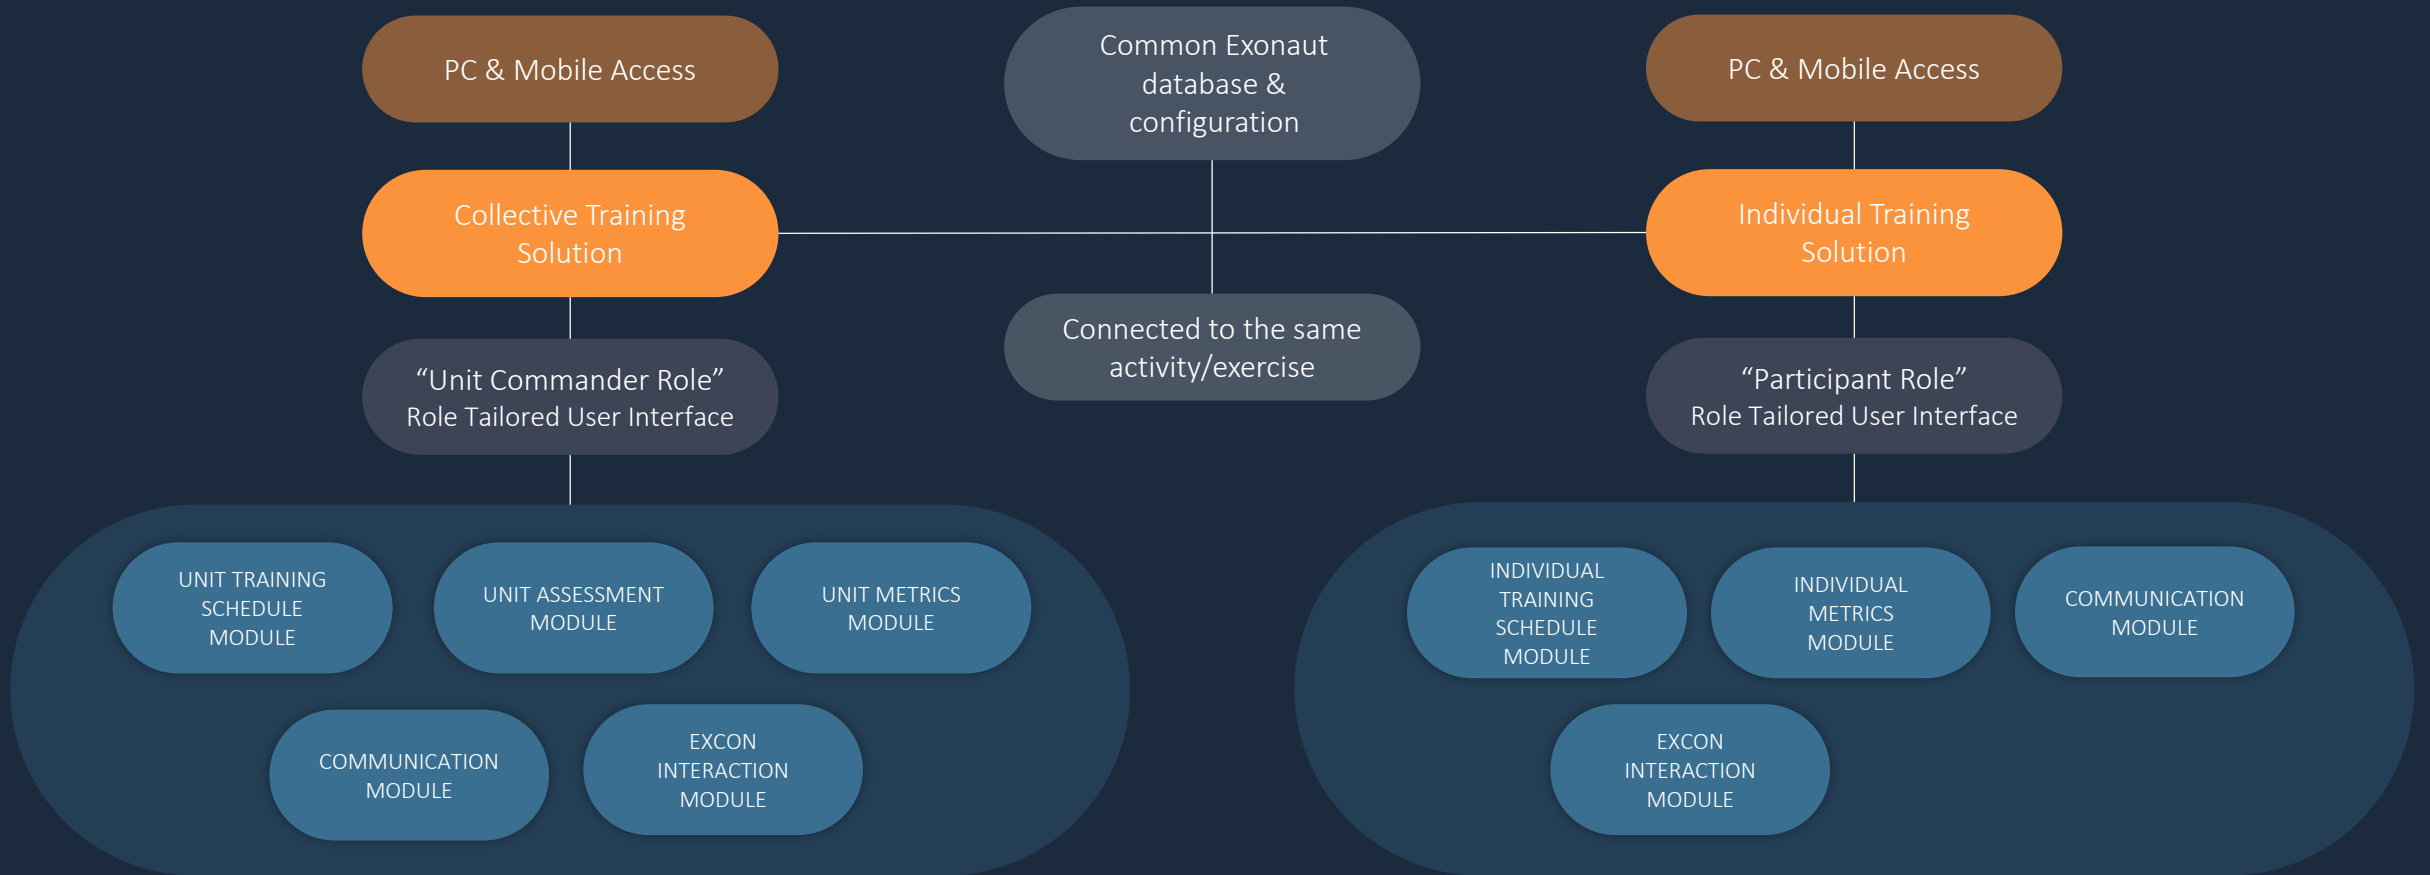 PC & Mobile Access
Common Exonaut
database &
configuration
PC & Mobile Access
Collective Training
Solution
Individual Training
Solution
Connected to the same
activity/exercise
“Unit Commander Role”
Role Tailored User Interface
“Participant Role”
Role Tailored User Interface
UNIT TRAINING
SCHEDULE
MODULE
UNIT ASSESSMENT
MODULE
UNIT METRICS
MODULE
COMMUNICATION
MODULE
EXCON
INTERACTION
MODULE
INDIVIDUAL
TRAINING
SCHEDULE
MODULE
INDIVIDUAL
METRICS
MODULE
COMMUNICATION
MODULE
EXCON
INTERACTION
MODULE